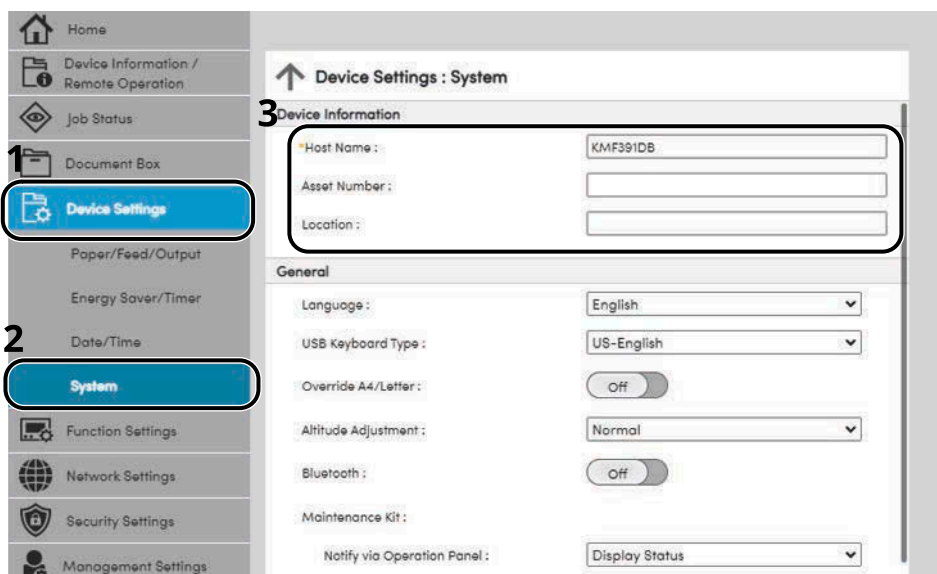 Home
Device Information /
Remote Operation
Job Status
1
Document Box
Device Settings
Paper/Feed/Output
Energy Saver/Timer
2
Date/Time
System
Function Settings
Network Settings
Security Settings
Management Settings
Device Settings : System
3
Device Information
*Host Name : KMF391DB
Asset Number :
Location :
General
Language : English
USB Keyboard Type : US-English
Override A4/Letter : Off
Altitude Adjustment : Normal
Bluetooth : Off
Maintenance Kit :
Notify via Operation Panel : Display Status